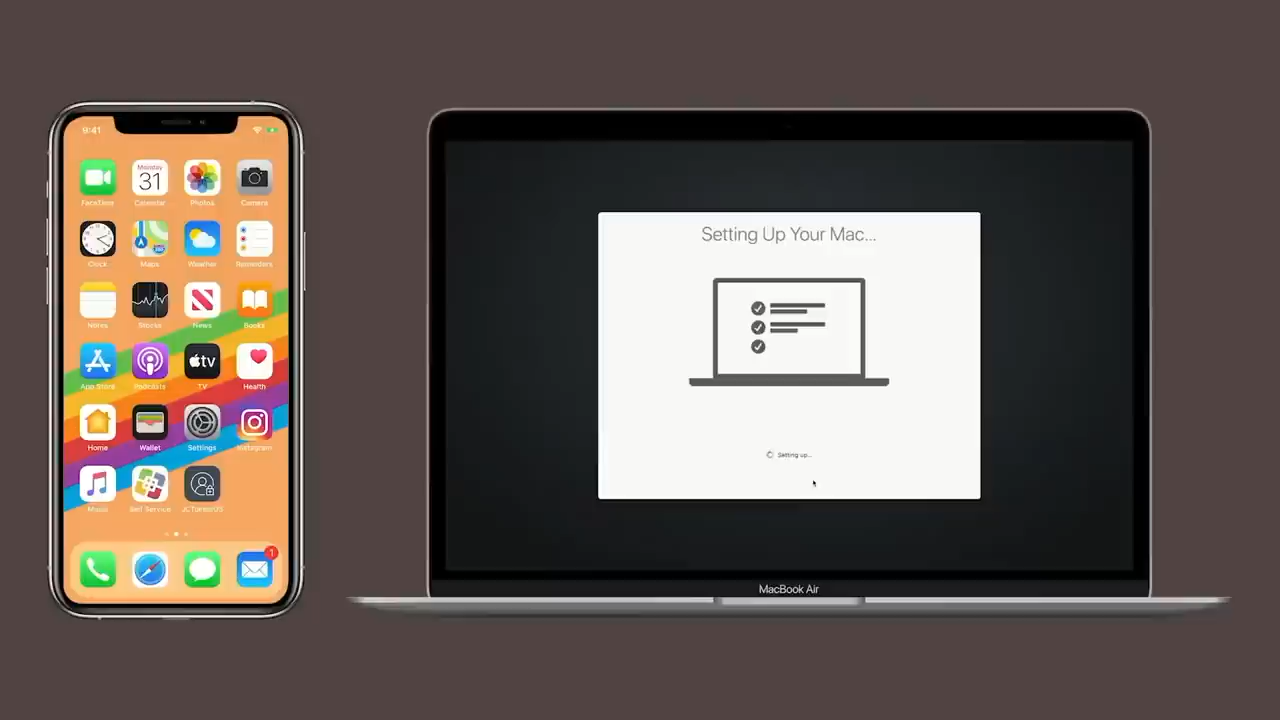 9:41
Monday
31
FaceTime
Calendar
Photos
Camera
Clock
Maps
Weather
Reminders
Notes
Stocks
News
Books
tv
App Store
Podcasts
TV
Health
Home
Wallet
Settings
Instagram
Music
Self Service
1
Setting Up Your Mac...
Setting up...
MacBook Air